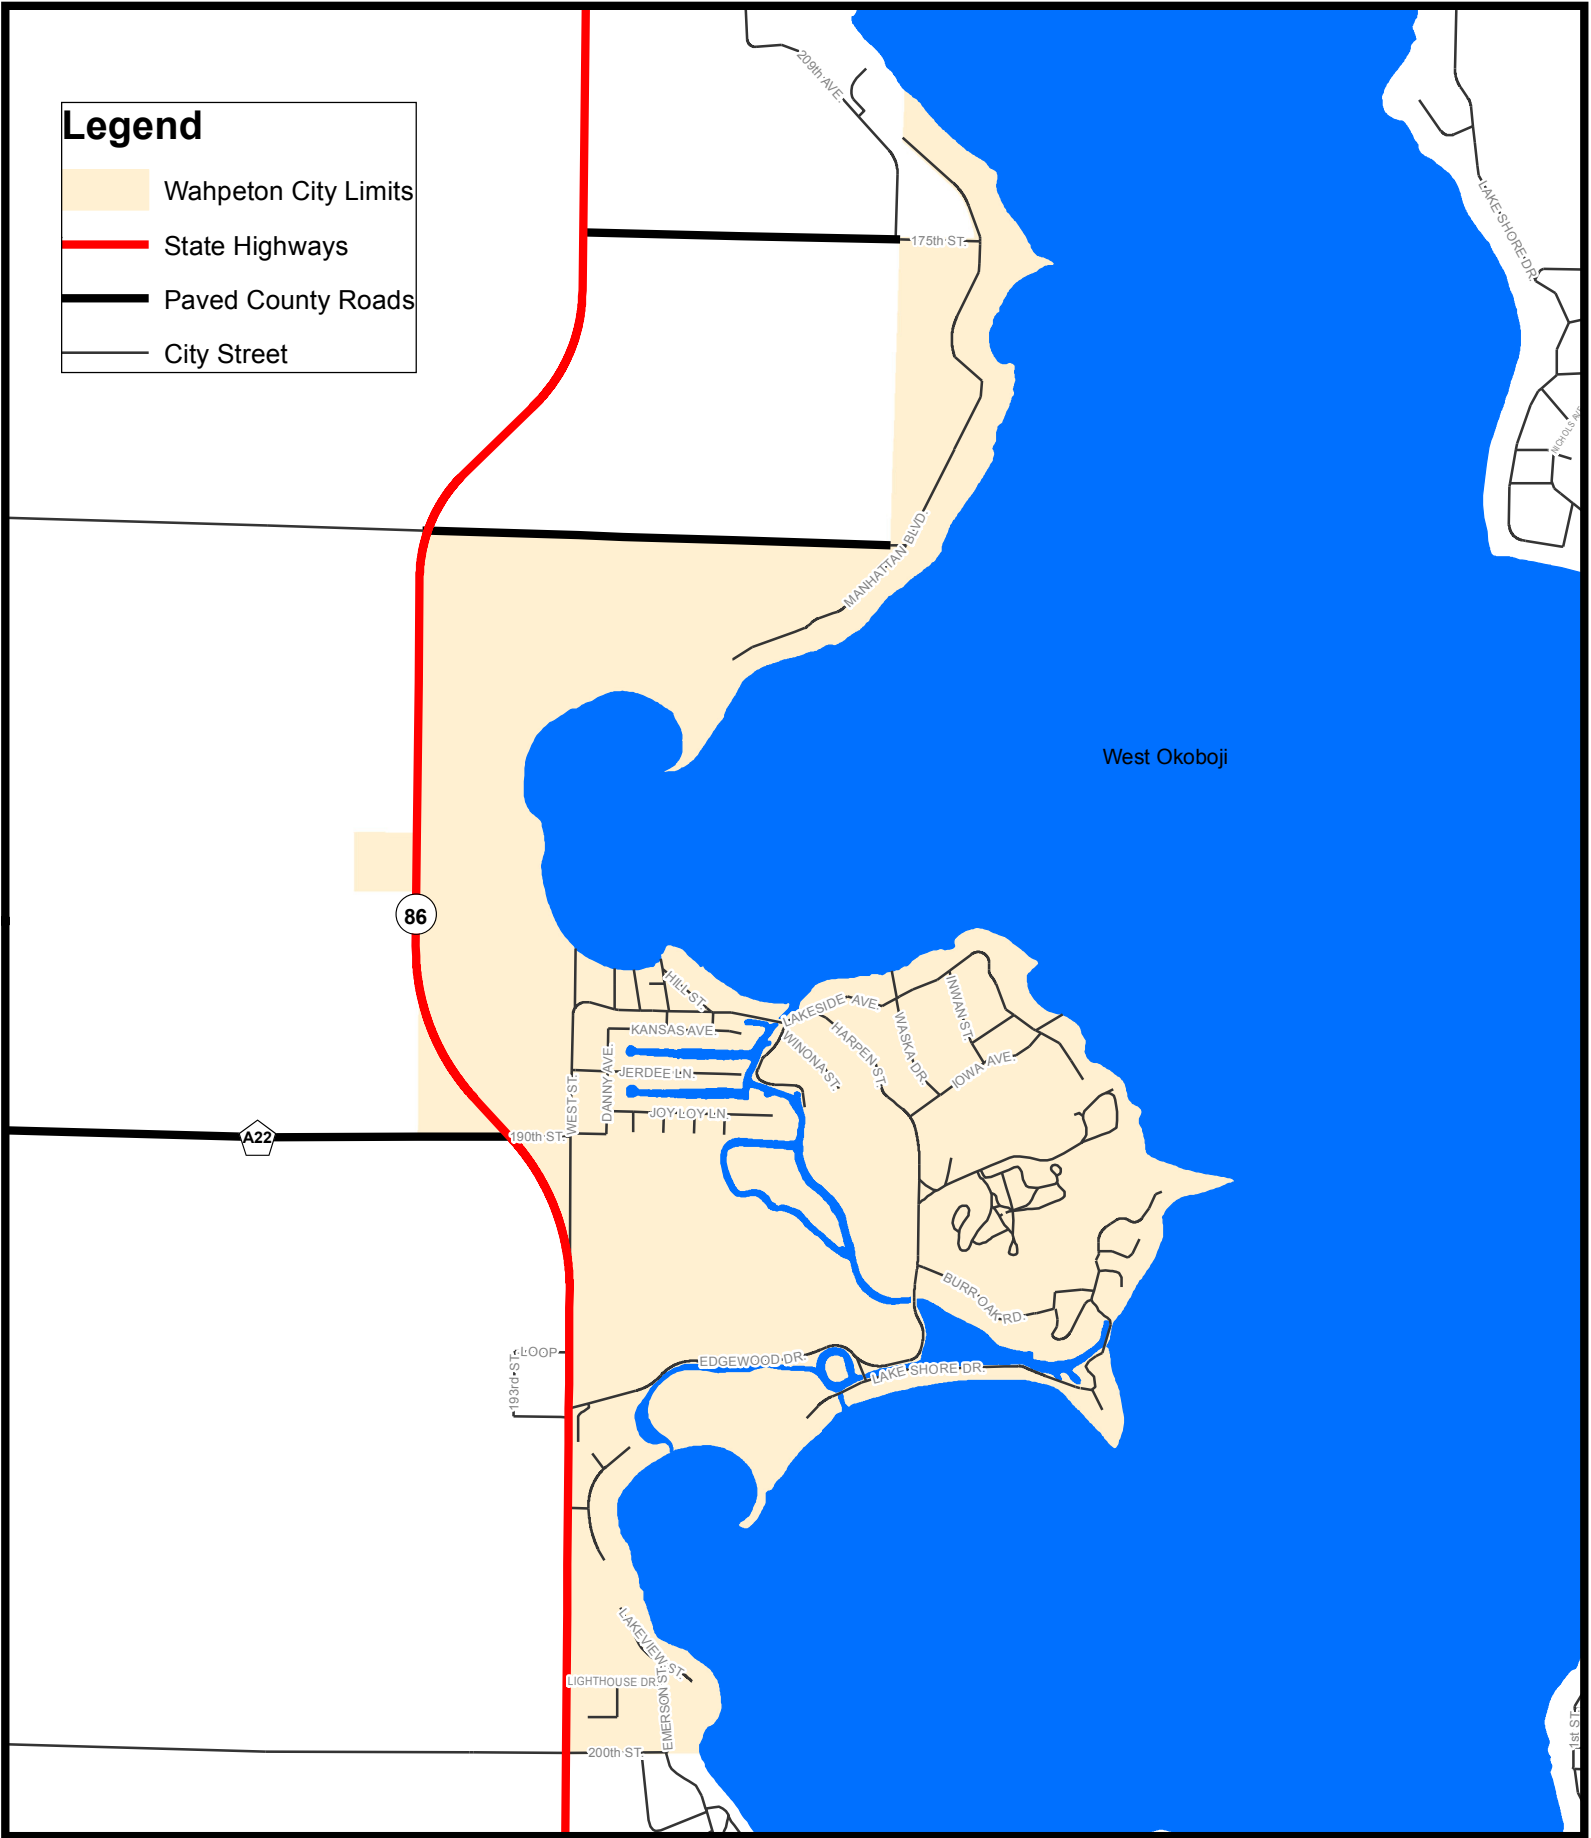 209th AVE.
Legend
Wahpeton City Limits
State Highways
Paved County Roads
City Street
LAKE SHORE DR.
175th ST.
NICHOLS AVE
MANHATTAN BLVD.
West Okoboji
86
HILL ST.
LAKESIDE AVE.
INWAN ST.
KANSAS AVE.
WINONA ST.
HARPEN ST.
WASKA DR.
IOWA AVE.
JERDEE LN.
DANNY AVE.
WEST ST.
JOY LOY LN.
A22
190th ST.
BURR OAK RD.
LOOP
193rd ST.
EDGEWOOD DR.
LAKE SHORE DR.
LAKEVIEW ST.
LIGHTHOUSE DR.
EMERSON ST.
200th ST.
1st ST.